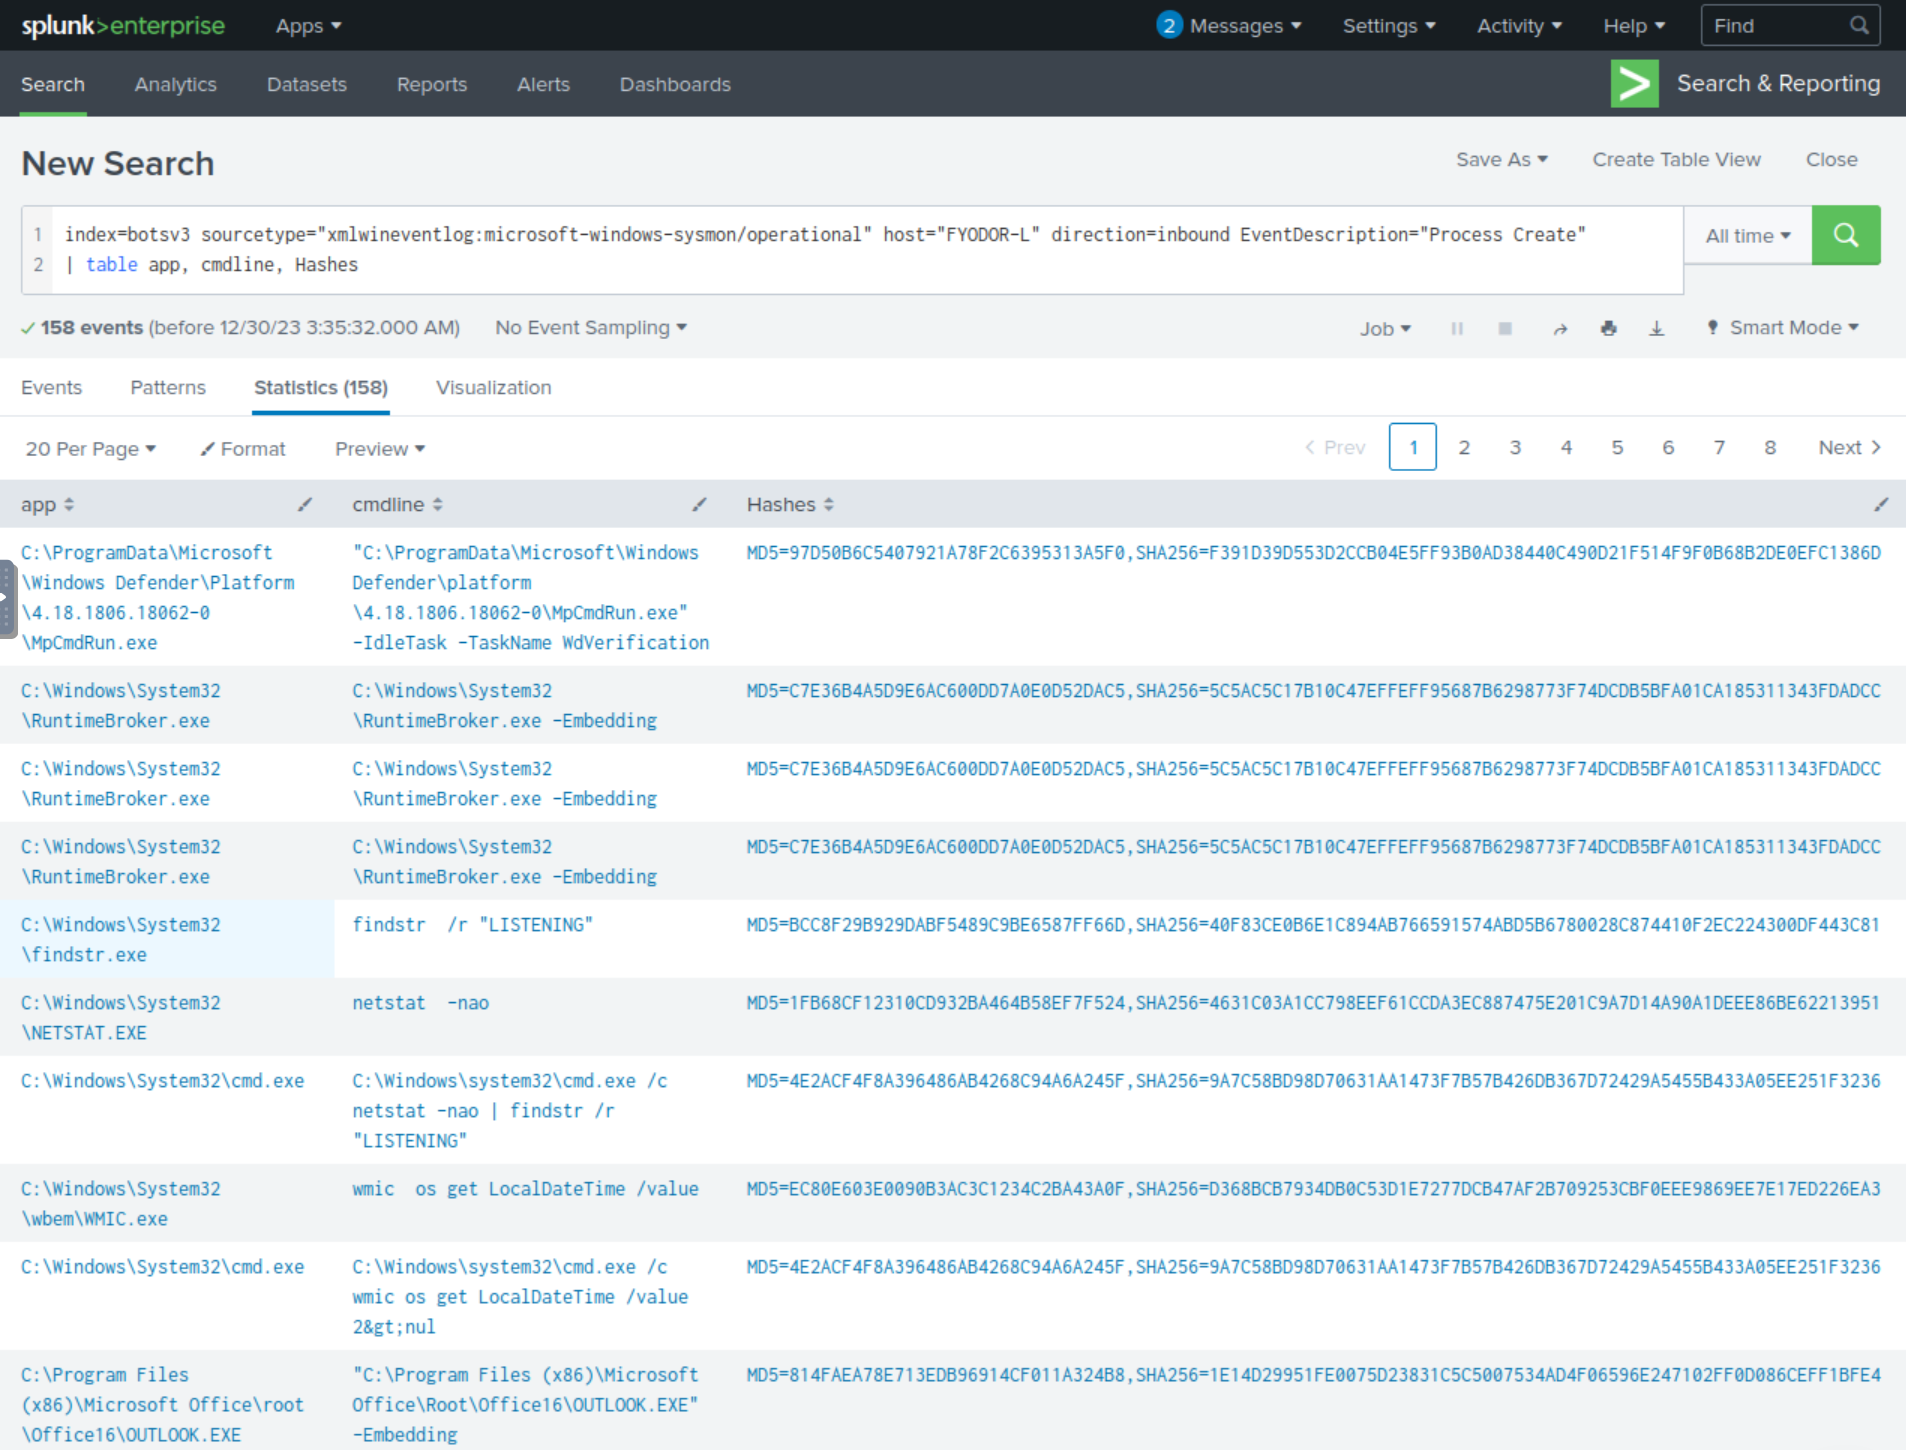 splunk>enterprise Apps 2 Messages Settings Activity Help Find
Search Analytics Datasets Reports Alerts Dashboards Search & Reporting
New Search Save As Create Table View Close
1 index=botsv3 sourcetype="xmlwineventlog:microsoft-windows-sysmon/operational" host="FYODOR-L" direction=inbound EventDescription="Process Create" All time
2 | table app, cmdline, Hashes
158 events (before 12/30/23 3:35:32.000 AM) No Event Sampling Job Smart Mode
Events Patterns Statistics (158) Visualization
20 Per Page Format Preview Prev 1 2 3 4 5 6 7 8 Next
app cmdline Hashes
C:\ProgramData\Microsoft "C:\ProgramData\Microsoft\Windows MD5=97D50B6C5407921A78F2C6395313A5F0,SHA256=F391D39D553D2CCB04E5FF93B0AD38440C490D21F514F9F0B68B2DE0EFC1386D
\Windows Defender\Platform Defender\platform
\4.18.1806.18062-0 \4.18.1806.18062-0\MpCmdRun.exe"
\MpCmdRun.exe -IdleTask -TaskName WdVerification
C:\Windows\System32 C:\Windows\System32 MD5=C7E36B4A5D9E6AC600DD7A0E0D52DAC5,SHA256=5C5AC5C17B10C47EFFEFF95687B6298773F74DCDB5BFA01CA185311343FDADCC
\RuntimeBroker.exe \RuntimeBroker.exe -Embedding
C:\Windows\System32 C:\Windows\System32 MD5=C7E36B4A5D9E6AC600DD7A0E0D52DAC5,SHA256=5C5AC5C17B10C47EFFEFF95687B6298773F74DCDB5BFA01CA185311343FDADCC
\RuntimeBroker.exe \RuntimeBroker.exe -Embedding
C:\Windows\System32 C:\Windows\System32 MD5=C7E36B4A5D9E6AC600DD7A0E0D52DAC5,SHA256=5C5AC5C17B10C47EFFEFF95687B6298773F74DCDB5BFA01CA185311343FDADCC
\RuntimeBroker.exe \RuntimeBroker.exe -Embedding
C:\Windows\System32 findstr  /r "LISTENING" MD5=BCC8F29B929DABF5489C9BE6587FF66D,SHA256=40F83CE0B6E1C894AB766591574ABD5B6780028C874410F2EC224300DF443C81
\findstr.exe
C:\Windows\System32 netstat  -nao MD5=1FB68CF12310CD932BA464B58EF7F524,SHA256=4631C03A1CC798EEF61CCDA3EC887475E201C9A7D14A90A1DEEE86BE62213951
\NETSTAT.EXE
C:\Windows\System32\cmd.exe C:\Windows\system32\cmd.exe /c MD5=4E2ACF4F8A396486AB4268C94A6A245F,SHA256=9A7C58BD98D70631AA1473F7B57B426DB367D72429A5455B433A05EE251F3236
netstat -nao | findstr /r
"LISTENING"
C:\Windows\System32 wmic  os get LocalDateTime /value MD5=EC80E603E0090B3AC3C1234C2BA43A0F,SHA256=D368BCB7934DB0C53D1E7277DCB47AF2B709253CBF0EEE9869EE7E17ED226EA3
\wbem\WMIC.exe
C:\Windows\System32\cmd.exe C:\Windows\system32\cmd.exe /c MD5=4E2ACF4F8A396486AB4268C94A6A245F,SHA256=9A7C58BD98D70631AA1473F7B57B426DB367D72429A5455B433A05EE251F3236
wmic os get LocalDateTime /value
2&gt;nul
C:\Program Files "C:\Program Files (x86)\Microsoft MD5=814FAEA78E713EDB96914CF011A324B8,SHA256=1E14D29951FE0075D23831C5C5007534AD4F06596E247102FF0D086CEFF1BFE4
(x86)\Microsoft Office\root Office\Root\Office16\OUTLOOK.EXE"
\Office16\OUTLOOK.EXE -Embedding